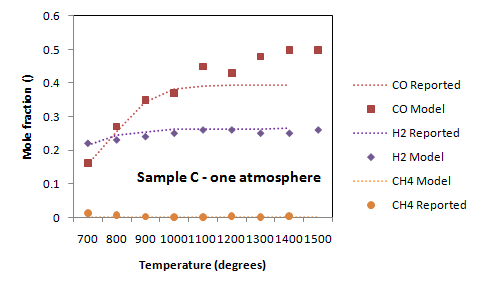 0.6
0.5
0.4
0.3
0.2
0.1
0
Mole fraction ()
700 800 900 1000 1100 1200 1300 1400 1500
Temperature (degrees)
Sample C - one atmosphere
CO Reported
CO Model
H2 Reported
H2 Model
CH4 Model
CH4 Reported